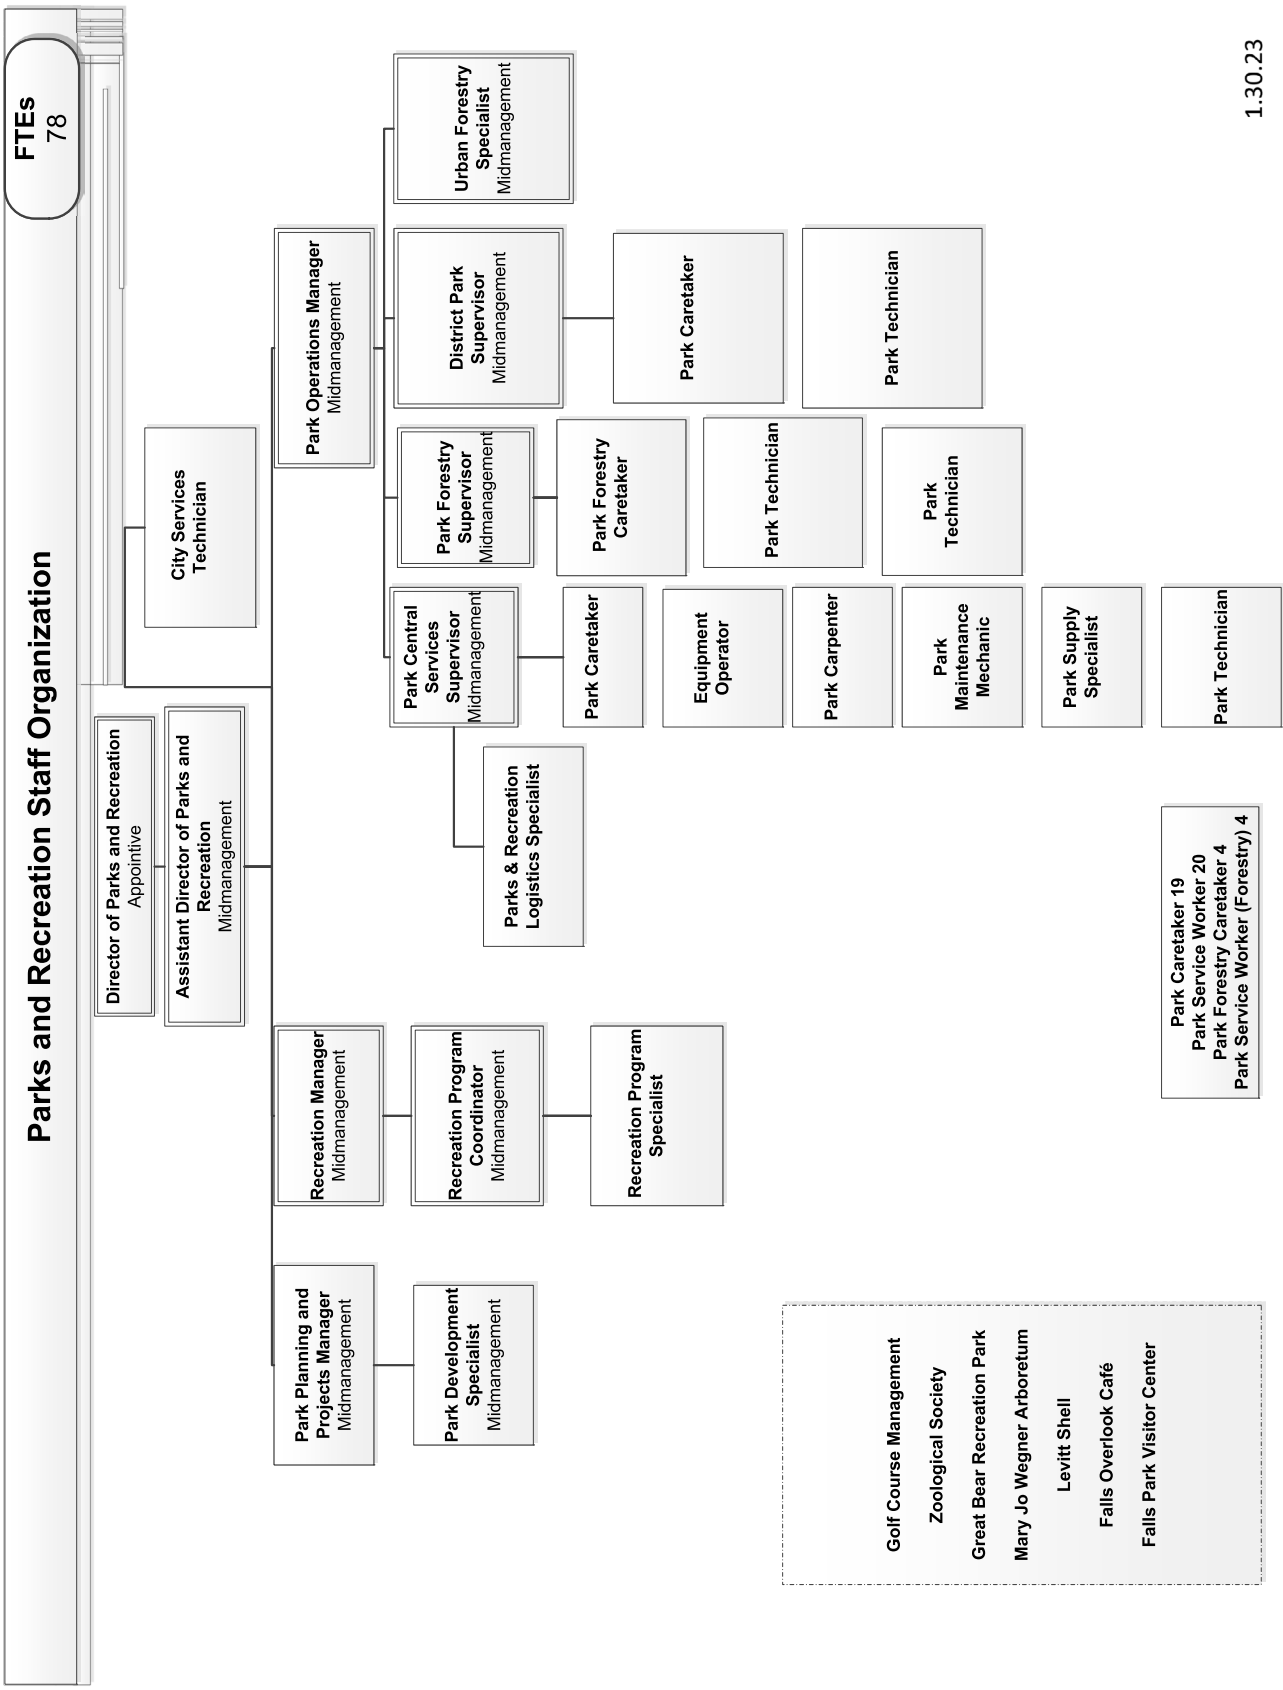 Parks and Recreation Staff Organization
FTEs
78
Director of Parks and Recreation
Appointive
Assistant Director of Parks and
Recreation
Midmanagement
City Services
Technician
Park Planning and
Projects Manager
Midmanagement
Recreation Manager
Midmanagement
Park Operations Manager
Midmanagement
Park Development
Specialist
Midmanagement
Recreation Program
Coordinator
Midmanagement
Recreation Program
Specialist
Parks & Recreation
Logistics Specialist
Park Central
Services
Supervisor
Midmanagement
Park Caretaker
Equipment
Operator
Park Carpenter
Park
Maintenance
Mechanic
Park Supply
Specialist
Park Technician
Park Forestry
Supervisor
Midmanagement
Park Forestry
Caretaker
Park Technician
Park
Technician
District Park
Supervisor
Midmanagement
Park Caretaker
Park Technician
Urban Forestry
Specialist
Midmanagement
Golf Course Management
Zoological Society
Great Bear Recreation Park
Mary Jo Wegner Arboretum
Levitt Shell
Falls Overlook Café
Falls Park Visitor Center
Park Caretaker 19
Park Service Worker 20
Park Forestry Caretaker 4
Park Service Worker (Forestry) 4
1.30.23